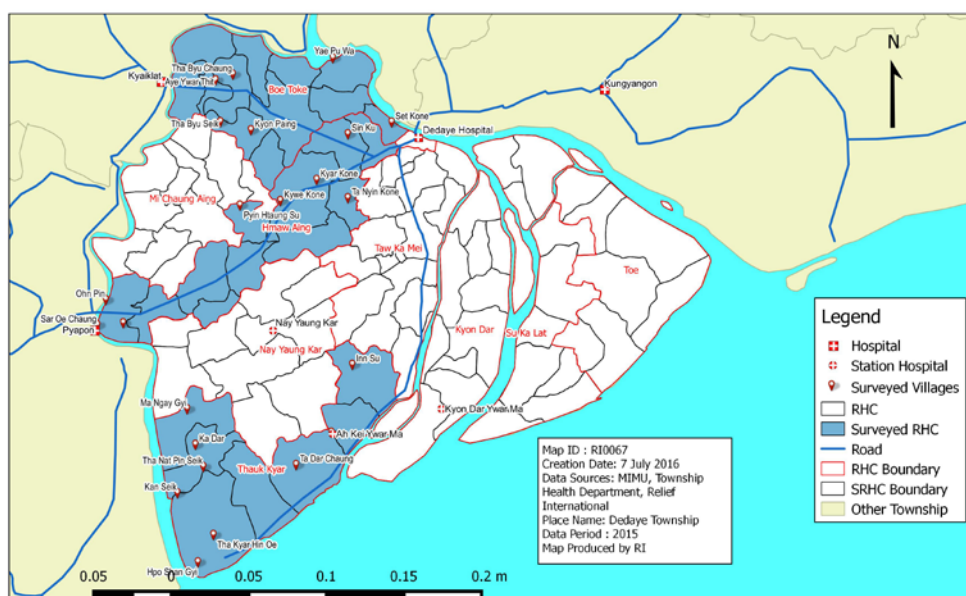 Yae Pu Wa
N
Tha Byu Chaung
Kyaiklat
Aye Ywar Thit
Boe Toke
Kungyangon
Tha Byu Seik
Kyon Paing
Set Kone
Sin Ku
Dedaye Hospital
Kyar Kone
Mi Chaung Aing
Kywe Kone
Ta Nyin Kone
Pyin Htaung Su
Hmaw Aing
Taw Ka Mei
Toe
Ohn Pin
Sar Oe Chaung
Pyapon
Nay Yaung Kar
Kyon Dar
Su Ka Lat
Nay Yaung Kar
Inn Su
Ma Ngay Gyi
Kyon Dar Ywar Ma
Ah Kei Ywar Ma
Ka Dar
Tha Nat Pin Seik
Thauk Kyar
Ta Dar Chaung
Kan Seik
Tha Kyar Hin Oe
Hpo Shan Gyi
Legend
Hospital
Station Hospital
Surveyed Villages
RHC
Surveyed RHC
Road
RHC Boundary
SRHC Boundary
Other Township
Map ID : RI0067
Creation Date: 7 July 2016
Data Sources: MIMU, Township
Health Department, Relief
International
Place Name: Dedaye Township
Data Period : 2015
Map Produced by RI
0.05 0 0.05 0.1 0.15 0.2 m